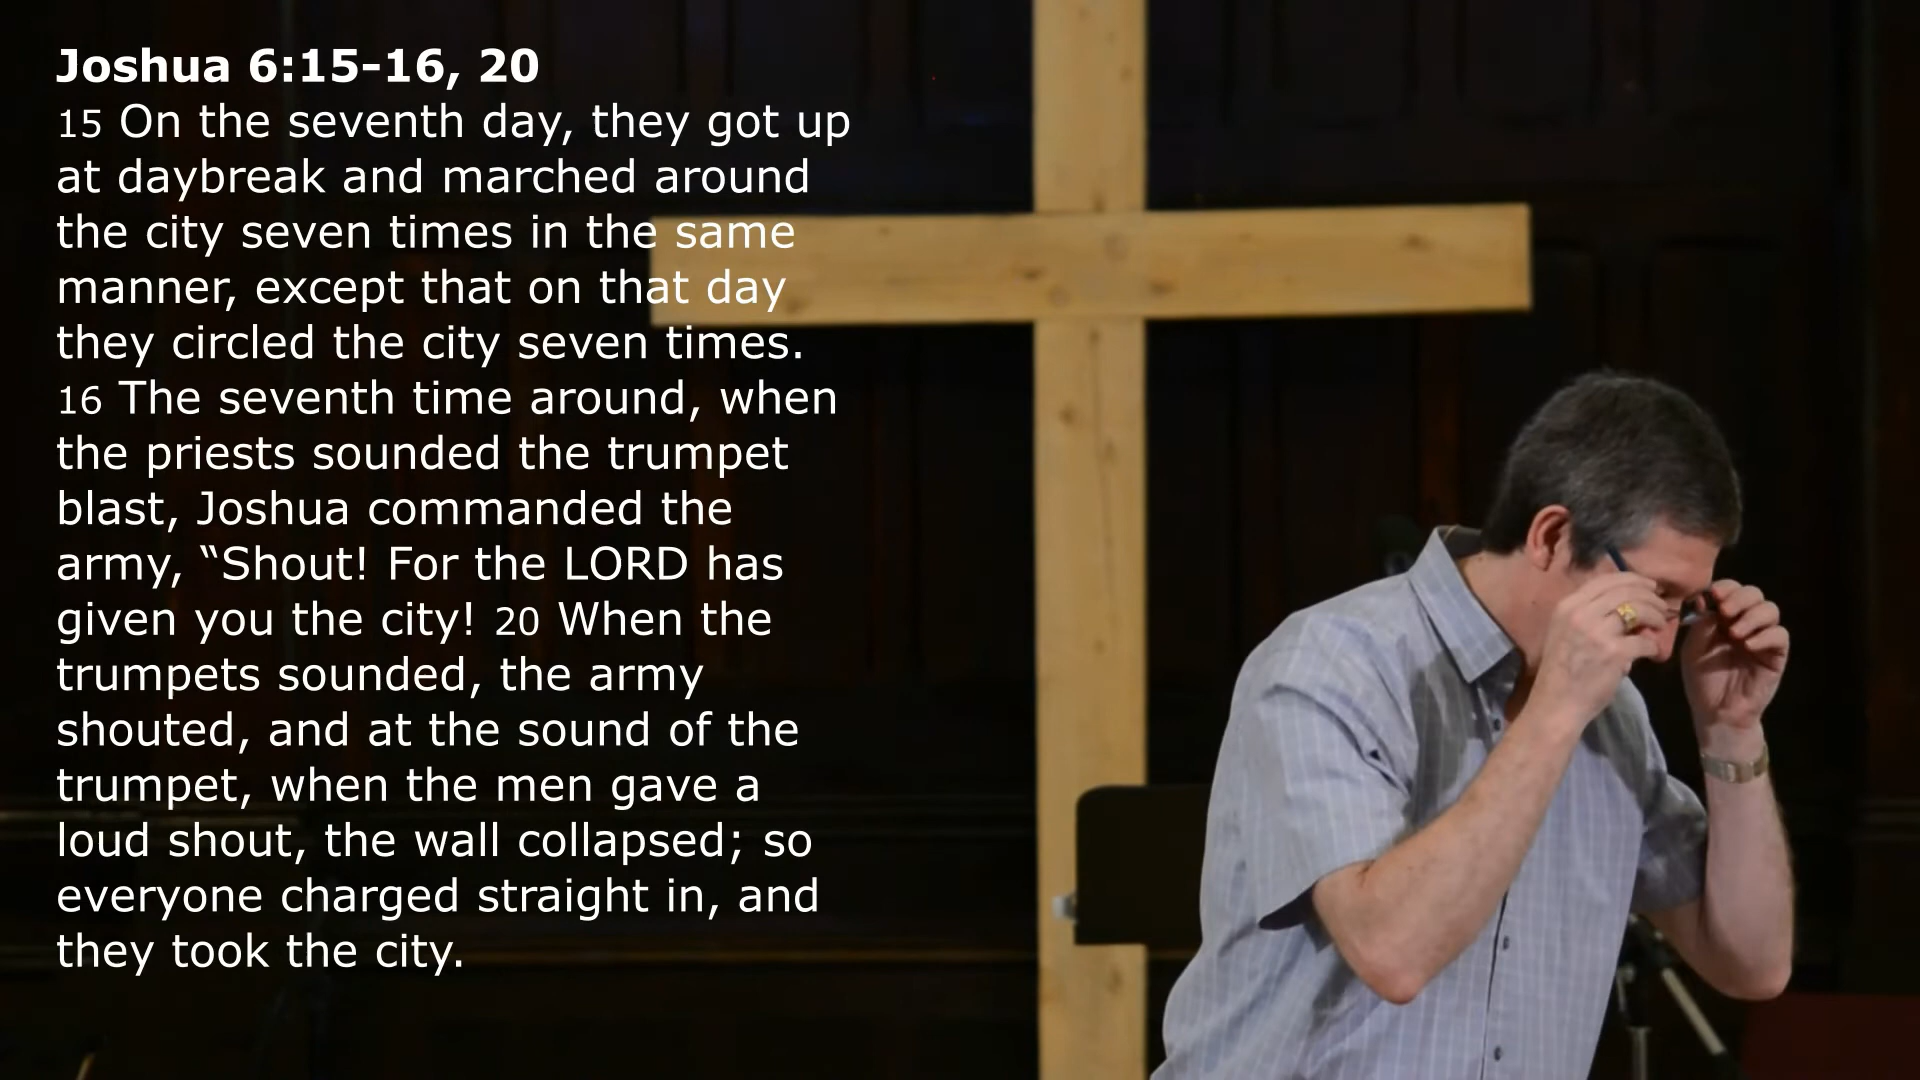 Joshua 6:15-16, 20
15 On the seventh day, they got up
at daybreak and marched around
the city seven times in the same
manner, except that on that day
they circled the city seven times.
16 The seventh time around, when
the priests sounded the trumpet
blast, Joshua commanded the
army, “Shout! For the LORD has
given you the city! 20 When the
trumpets sounded, the army
shouted, and at the sound of the
trumpet, when the men gave a
loud shout, the wall collapsed; so
everyone charged straight in, and
they took the city.